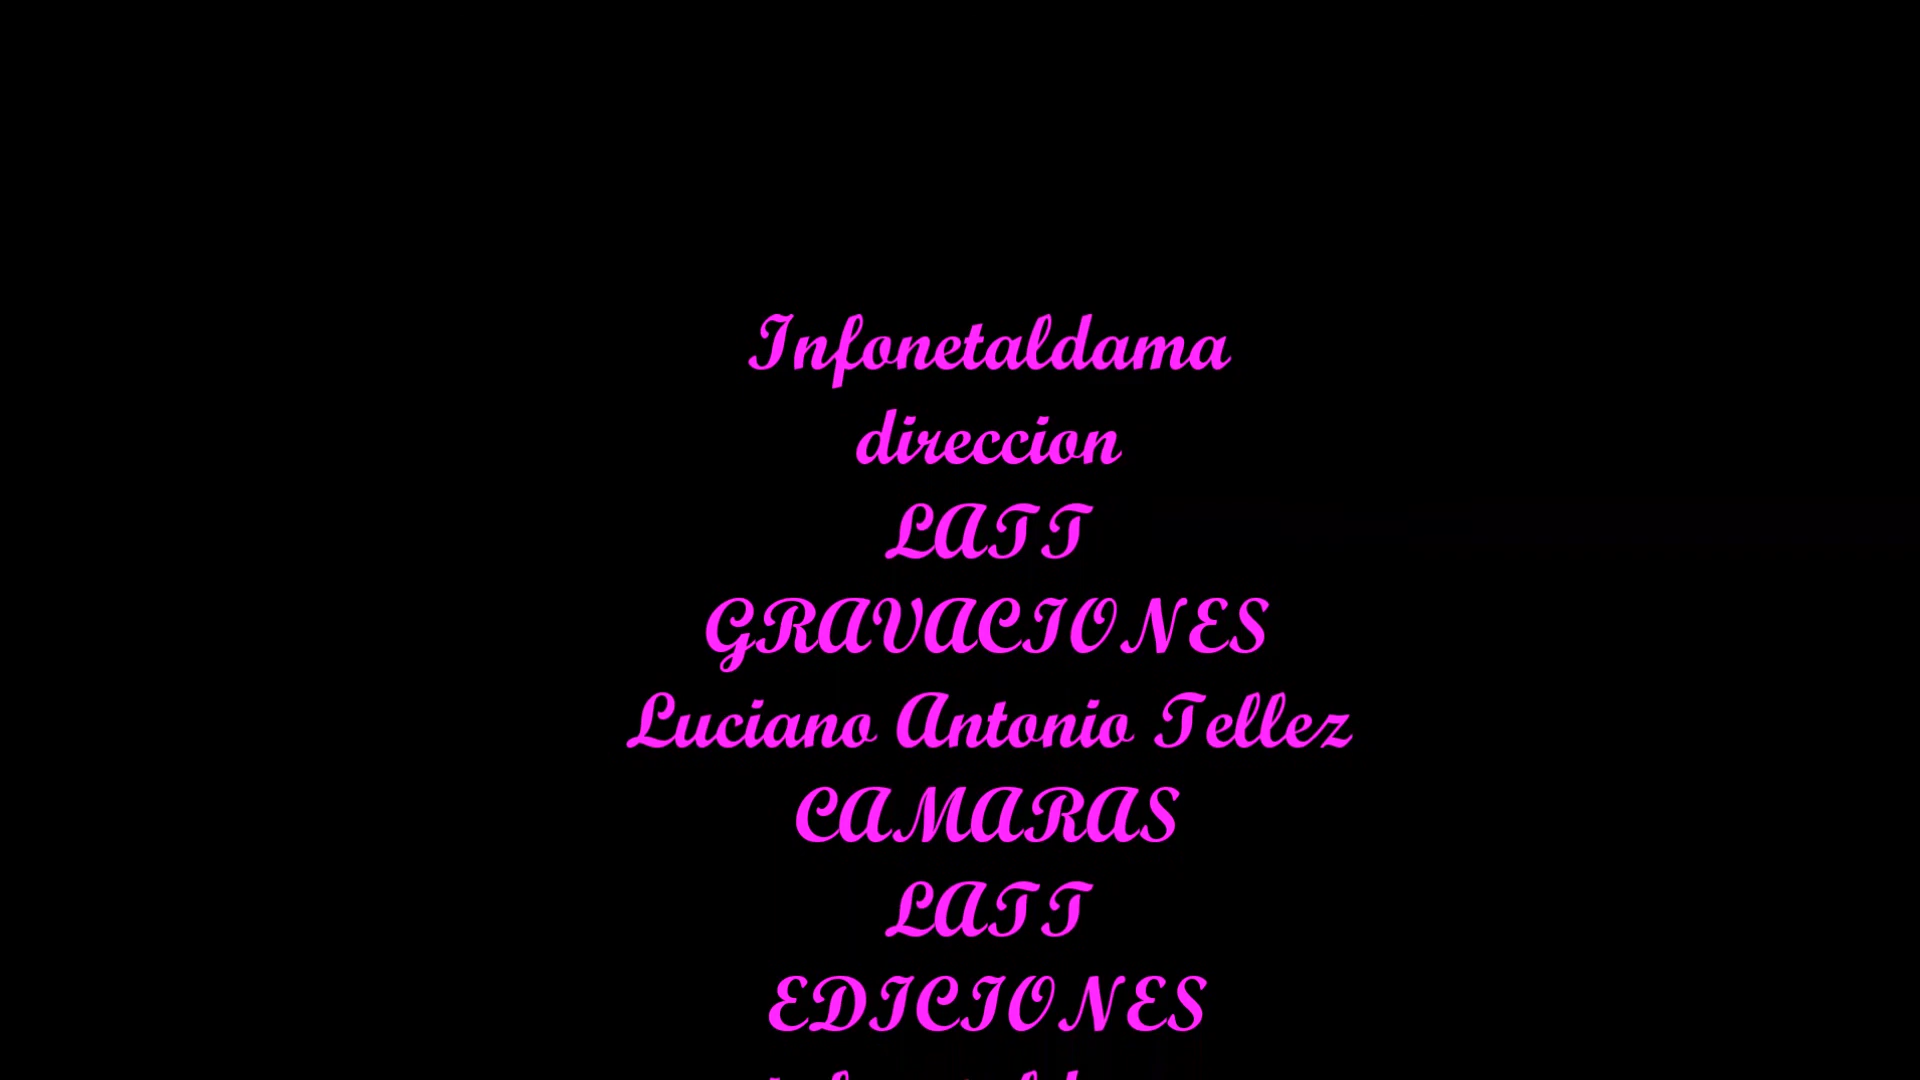 Infonetaldama
direccion
LATT
GRAVACIONES
Luciano Antonio Tellez
CAMARAS
LATT
EDICIONES